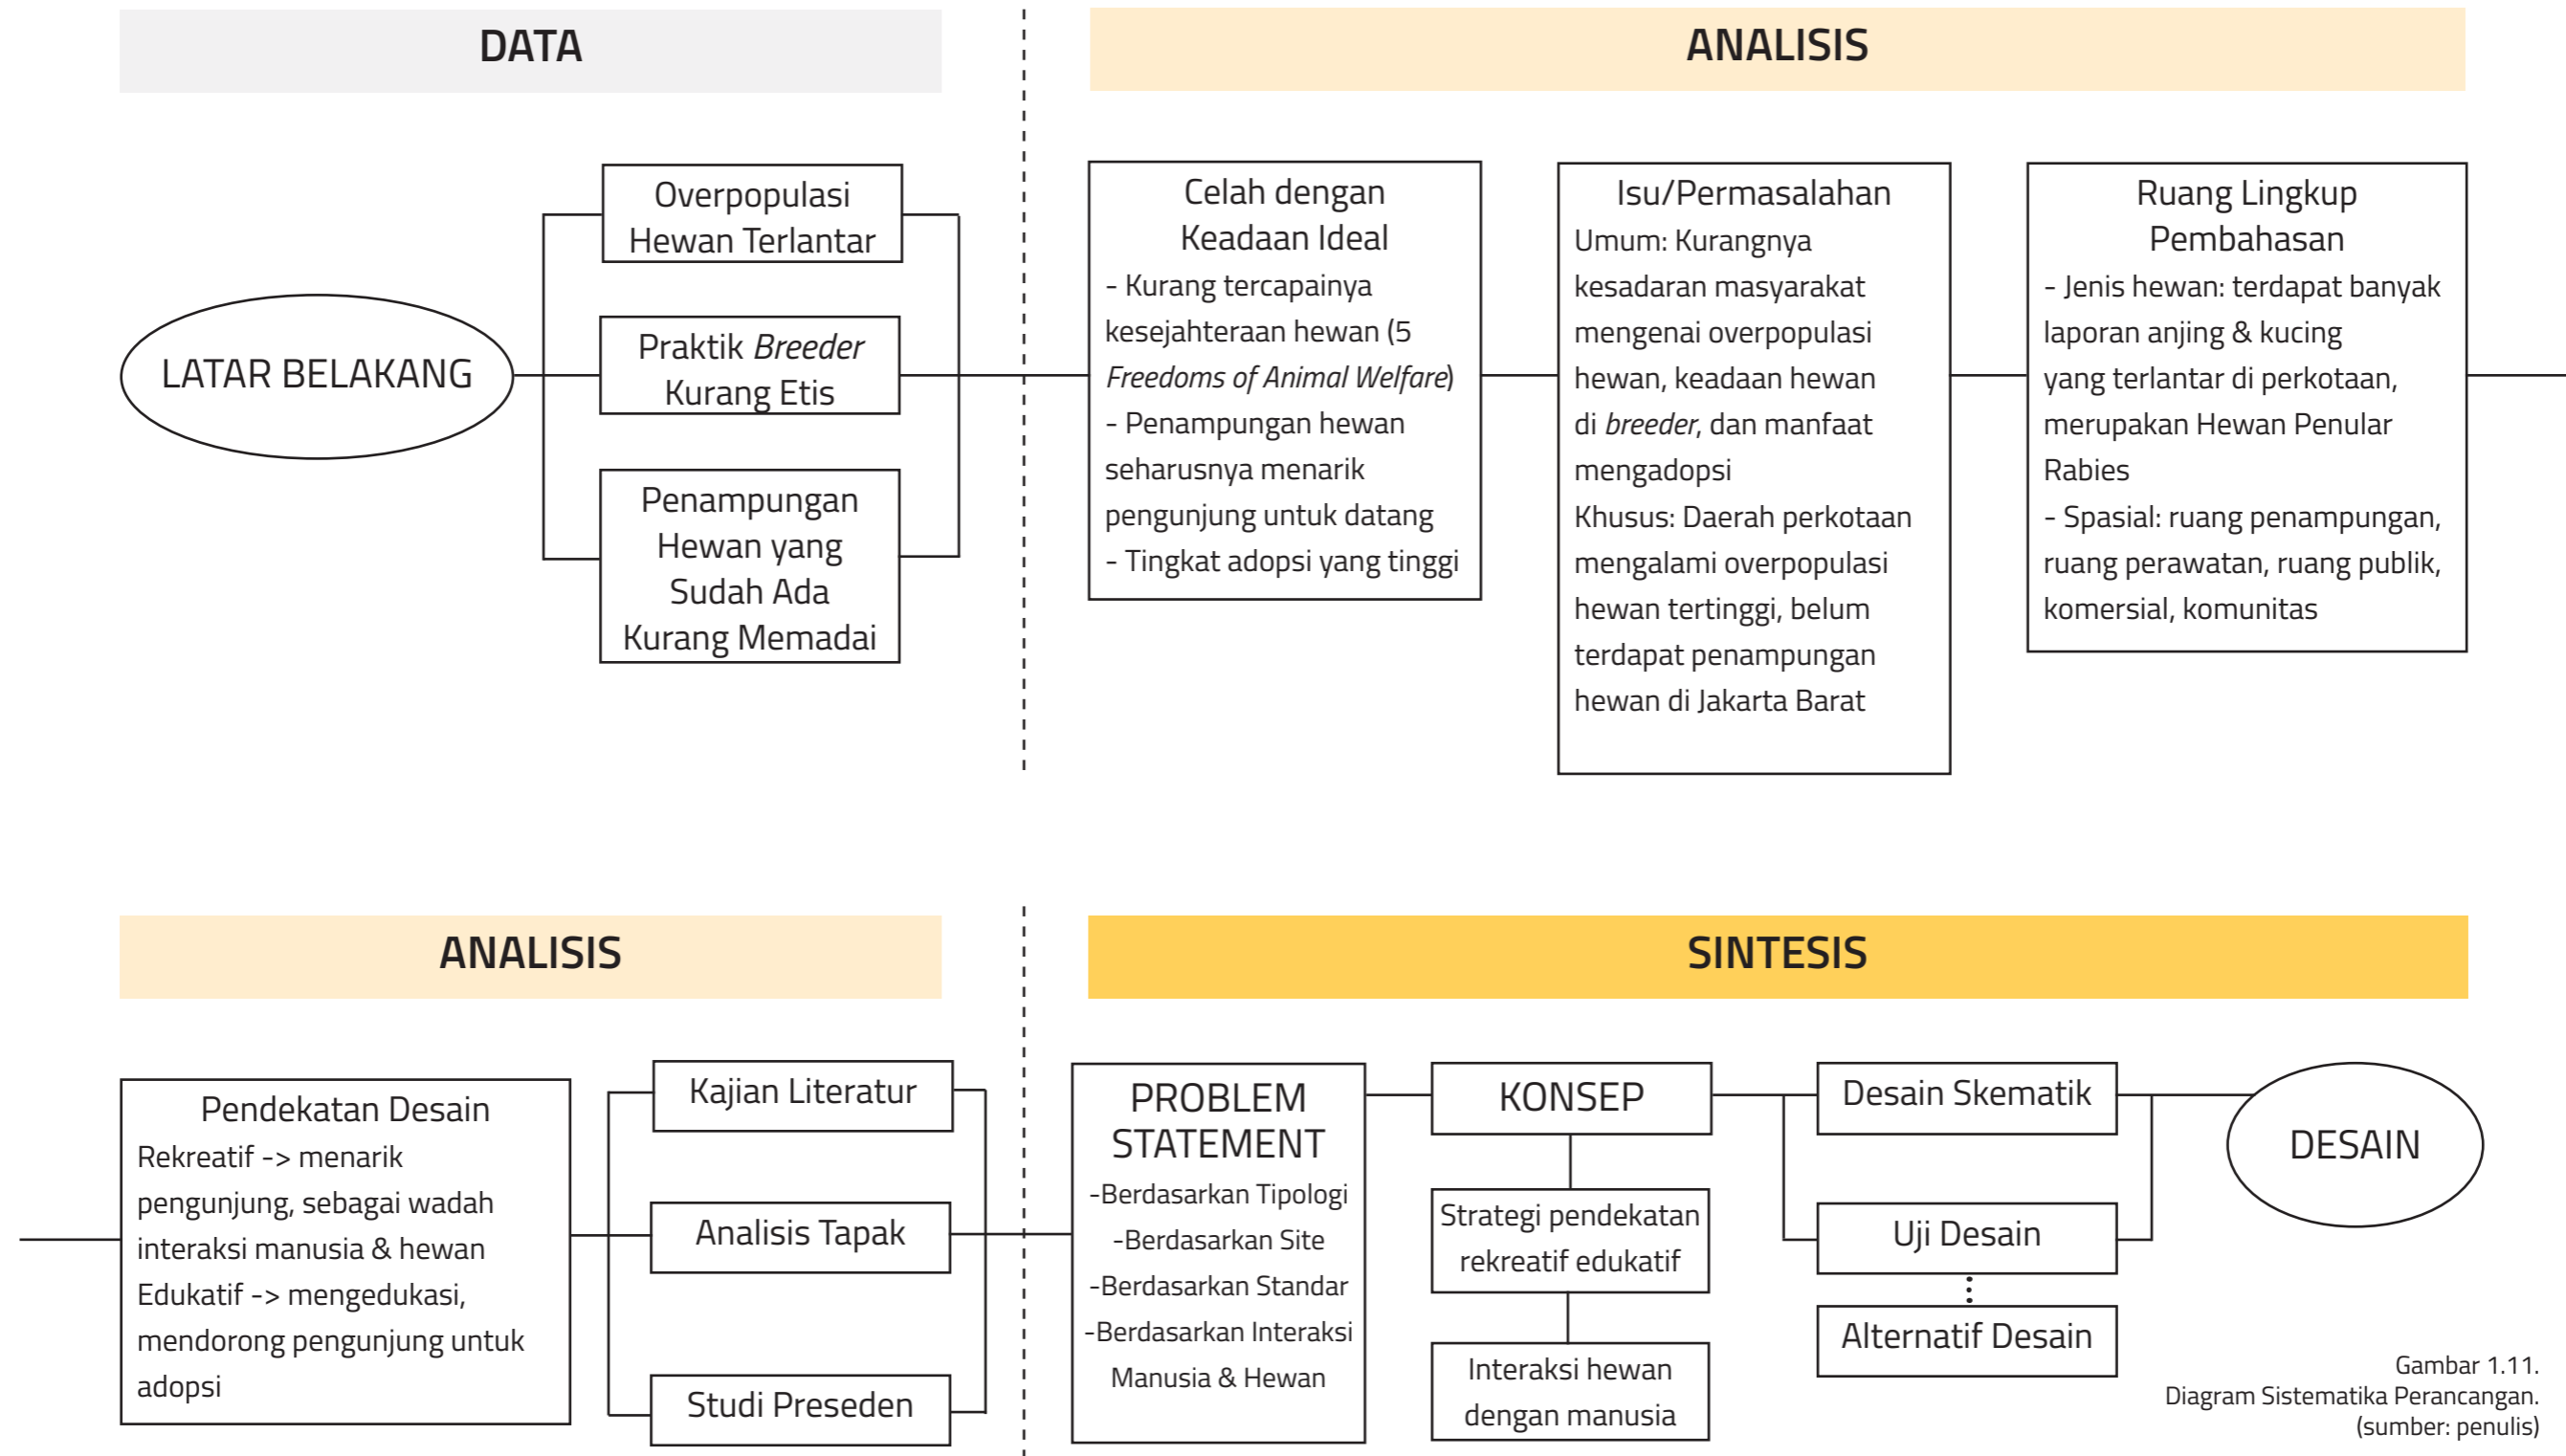 DATA
ANALISIS
LATAR BELAKANG
Overpopulasi
Hewan Terlantar
Praktik Breeder
Kurang Etis
Penampungan
Hewan yang
Sudah Ada
Kurang Memadai
Celah dengan
Keadaan Ideal
- Kurang tercapainya
kesejahteraan hewan (5
Freedoms of Animal Welfare)
- Penampungan hewan
seharusnya menarik
pengunjung untuk datang
- Tingkat adopsi yang tinggi
Isu/Permasalahan
Umum: Kurangnya
kesadaran masyarakat
mengenai overpopulasi
hewan, keadaan hewan
di breeder, dan manfaat
mengadopsi
Khusus: Daerah perkotaan
mengalami overpopulasi
hewan tertinggi, belum
terdapat penampungan
hewan di Jakarta Barat
Ruang Lingkup
Pembahasan
- Jenis hewan: terdapat banyak
laporan anjing & kucing
yang terlantar di perkotaan,
merupakan Hewan Penular
Rabies
- Spasial: ruang penampungan,
ruang perawatan, ruang publik,
komersial, komunitas
ANALISIS
SINTESIS
Pendekatan Desain
Rekreatif -> menarik
pengunjung, sebagai wadah
interaksi manusia & hewan
Edukatif -> mengedukasi,
mendorong pengunjung untuk
adopsi
Kajian Literatur
Analisis Tapak
Studi Preseden
PROBLEM
STATEMENT
-Berdasarkan Tipologi
-Berdasarkan Site
-Berdasarkan Standar
-Berdasarkan Interaksi
Manusia & Hewan
KONSEP
Strategi pendekatan
rekreatif edukatif
Interaksi hewan
dengan manusia
Desain Skematik
Uji Desain
Alternatif Desain
DESAIN
Gambar 1.11.
Diagram Sistematika Perancangan.
(sumber: penulis)